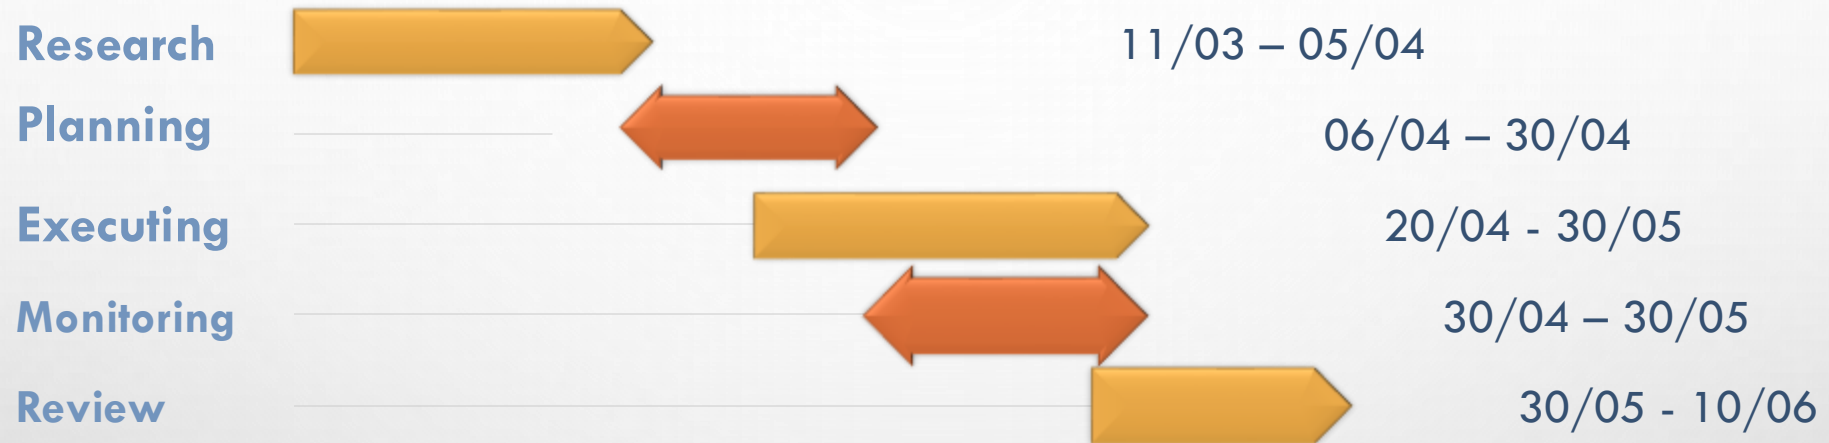 Research 11/03 – 05/04
Planning 06/04 – 30/04
Executing 20/04 - 30/05
Monitoring 30/04 – 30/05
Review 30/05 - 10/06